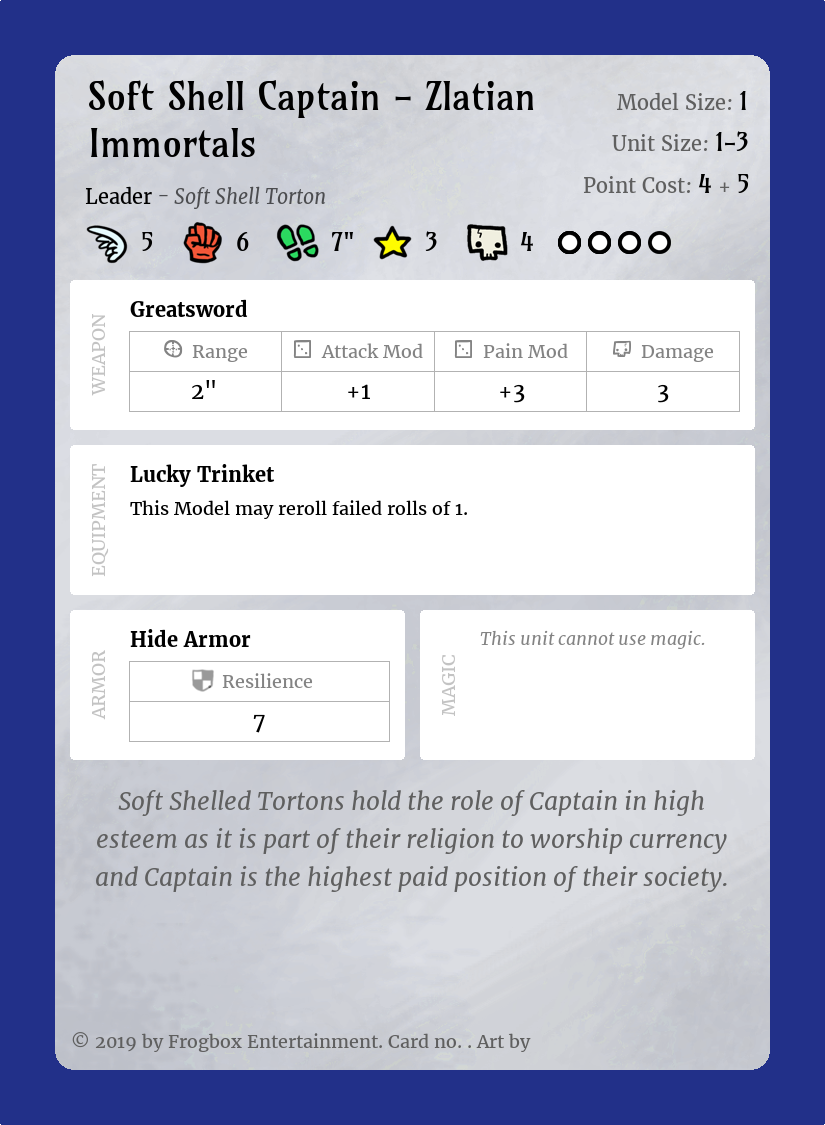 Soft Shell Captain – Zlatian
Immortals
Model Size: 1
Unit Size: 1-3
Point Cost: 4 + 5
Leader – Soft Shell Torton
5 6 7" 3 4
WEAPON
Greatsword
Range Attack Mod Pain Mod Damage
2" +1 +3 3
EQUIPMENT
Lucky Trinket
This Model may reroll failed rolls of 1.
ARMOR
Hide Armor
Resilience
7
MAGIC
This unit cannot use magic.
Soft Shelled Tortons hold the role of Captain in high
esteem as it is part of their religion to worship currency
and Captain is the highest paid position of their society.
© 2019 by Frogbox Entertainment. Card no. . Art by